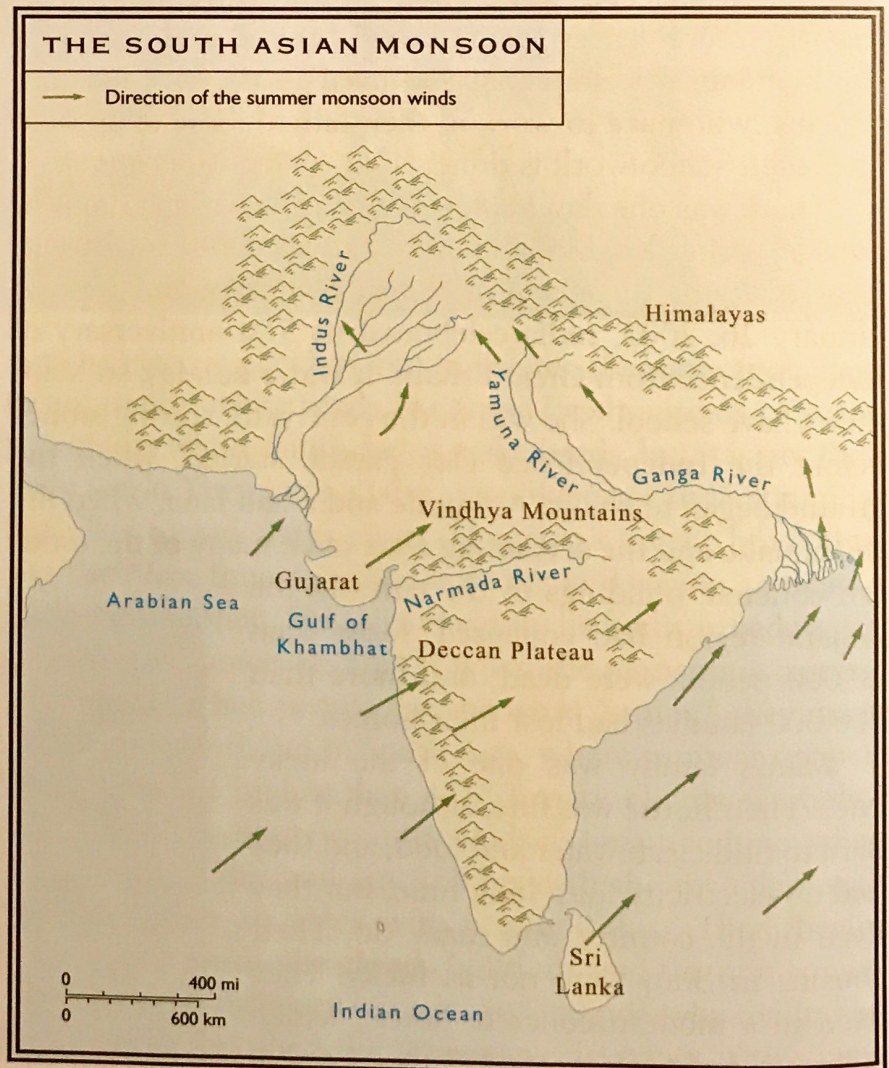 THE SOUTH ASIAN MONSOON
Direction of the summer monsoon winds
Himalayas
Indus River
Yamuna River
Ganga River
Vindhya Mountains
Gujarat
Narmada River
Arabian Sea
Gulf of
Khambhat
Deccan Plateau
Sri
Lanka
0 400 mi
0 600 km
Indian Ocean